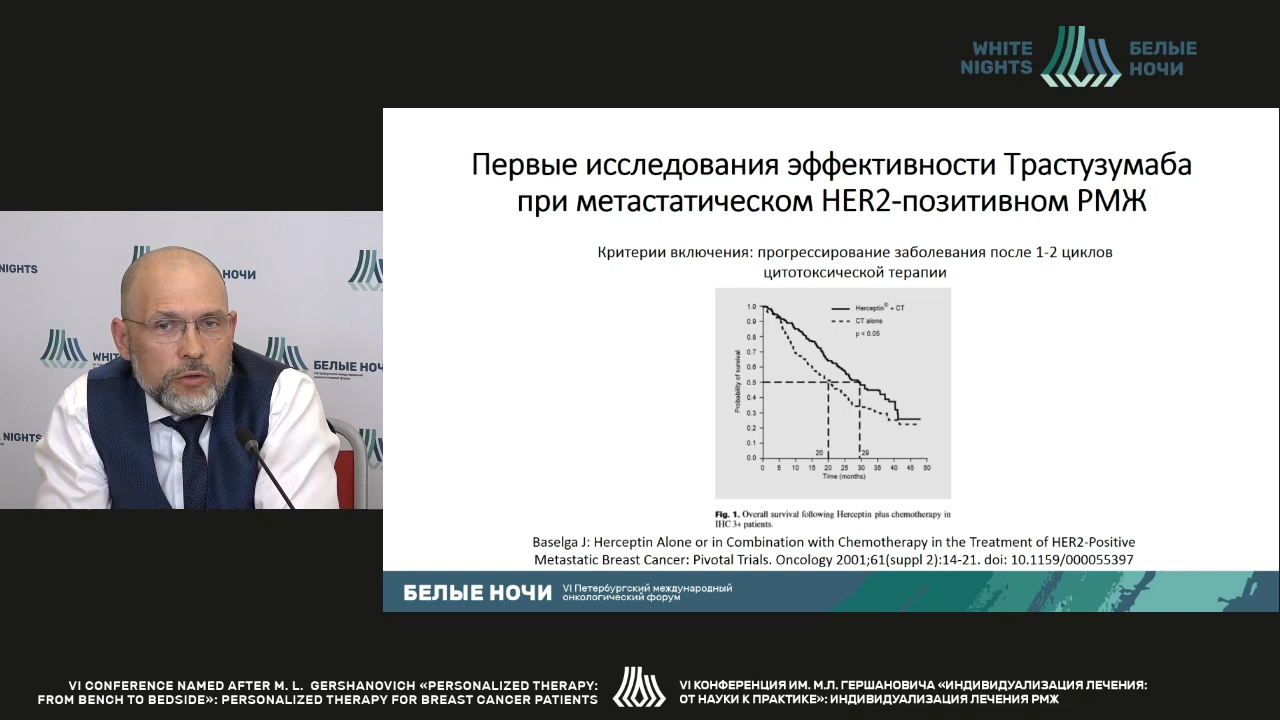 WHITE
NIGHTS
БЕЛЫЕ
НОЧИ
Первые исследования эффективности Трастузумаба
при метастатическом HER2-позитивном РМЖ
Критерии включения: прогрессирование заболевания после 1-2 циклов
цитотоксической терапии
Herceptin® + CT
CT alone
p < 0.05
Probability of survival
1.0
0.9
0.8
0.7
0.6
0.5
0.4
0.3
0.2
0.1
0.0
20
29
0 5 10 15 20 25 30 35 40 45 50
Time (months)
Fig. 1. Overall survival following Herceptin plus chemotherapy in
IHC 3+ patients.
Baselga J: Herceptin Alone or in Combination with Chemotherapy in the Treatment of HER2-Positive
Metastatic Breast Cancer: Pivotal Trials. Oncology 2001;61(suppl 2):14-21. doi: 10.1159/000055397
БЕЛЫЕ НОЧИ
VI Петербургский международный
онкологический форум
NIGHTS
НОЧИ
WHITE
БЕЛЫЕ НОЧИ
NIGHTS
VI CONFERENCE NAMED AFTER M. L. GERSHANOVICH «PERSONALIZED THERAPY:
FROM BENCH TO BEDSIDE»: PERSONALIZED THERAPY FOR BREAST CANCER PATIENTS
VI КОНФЕРЕНЦИЯ ИМ. М.Л. ГЕРШАНОВИЧА «ИНДИВИДУАЛИЗАЦИЯ ЛЕЧЕНИЯ:
ОТ НАУКИ К ПРАКТИКЕ»: ИНДИВИДУАЛИЗАЦИЯ ЛЕЧЕНИЯ РМЖ